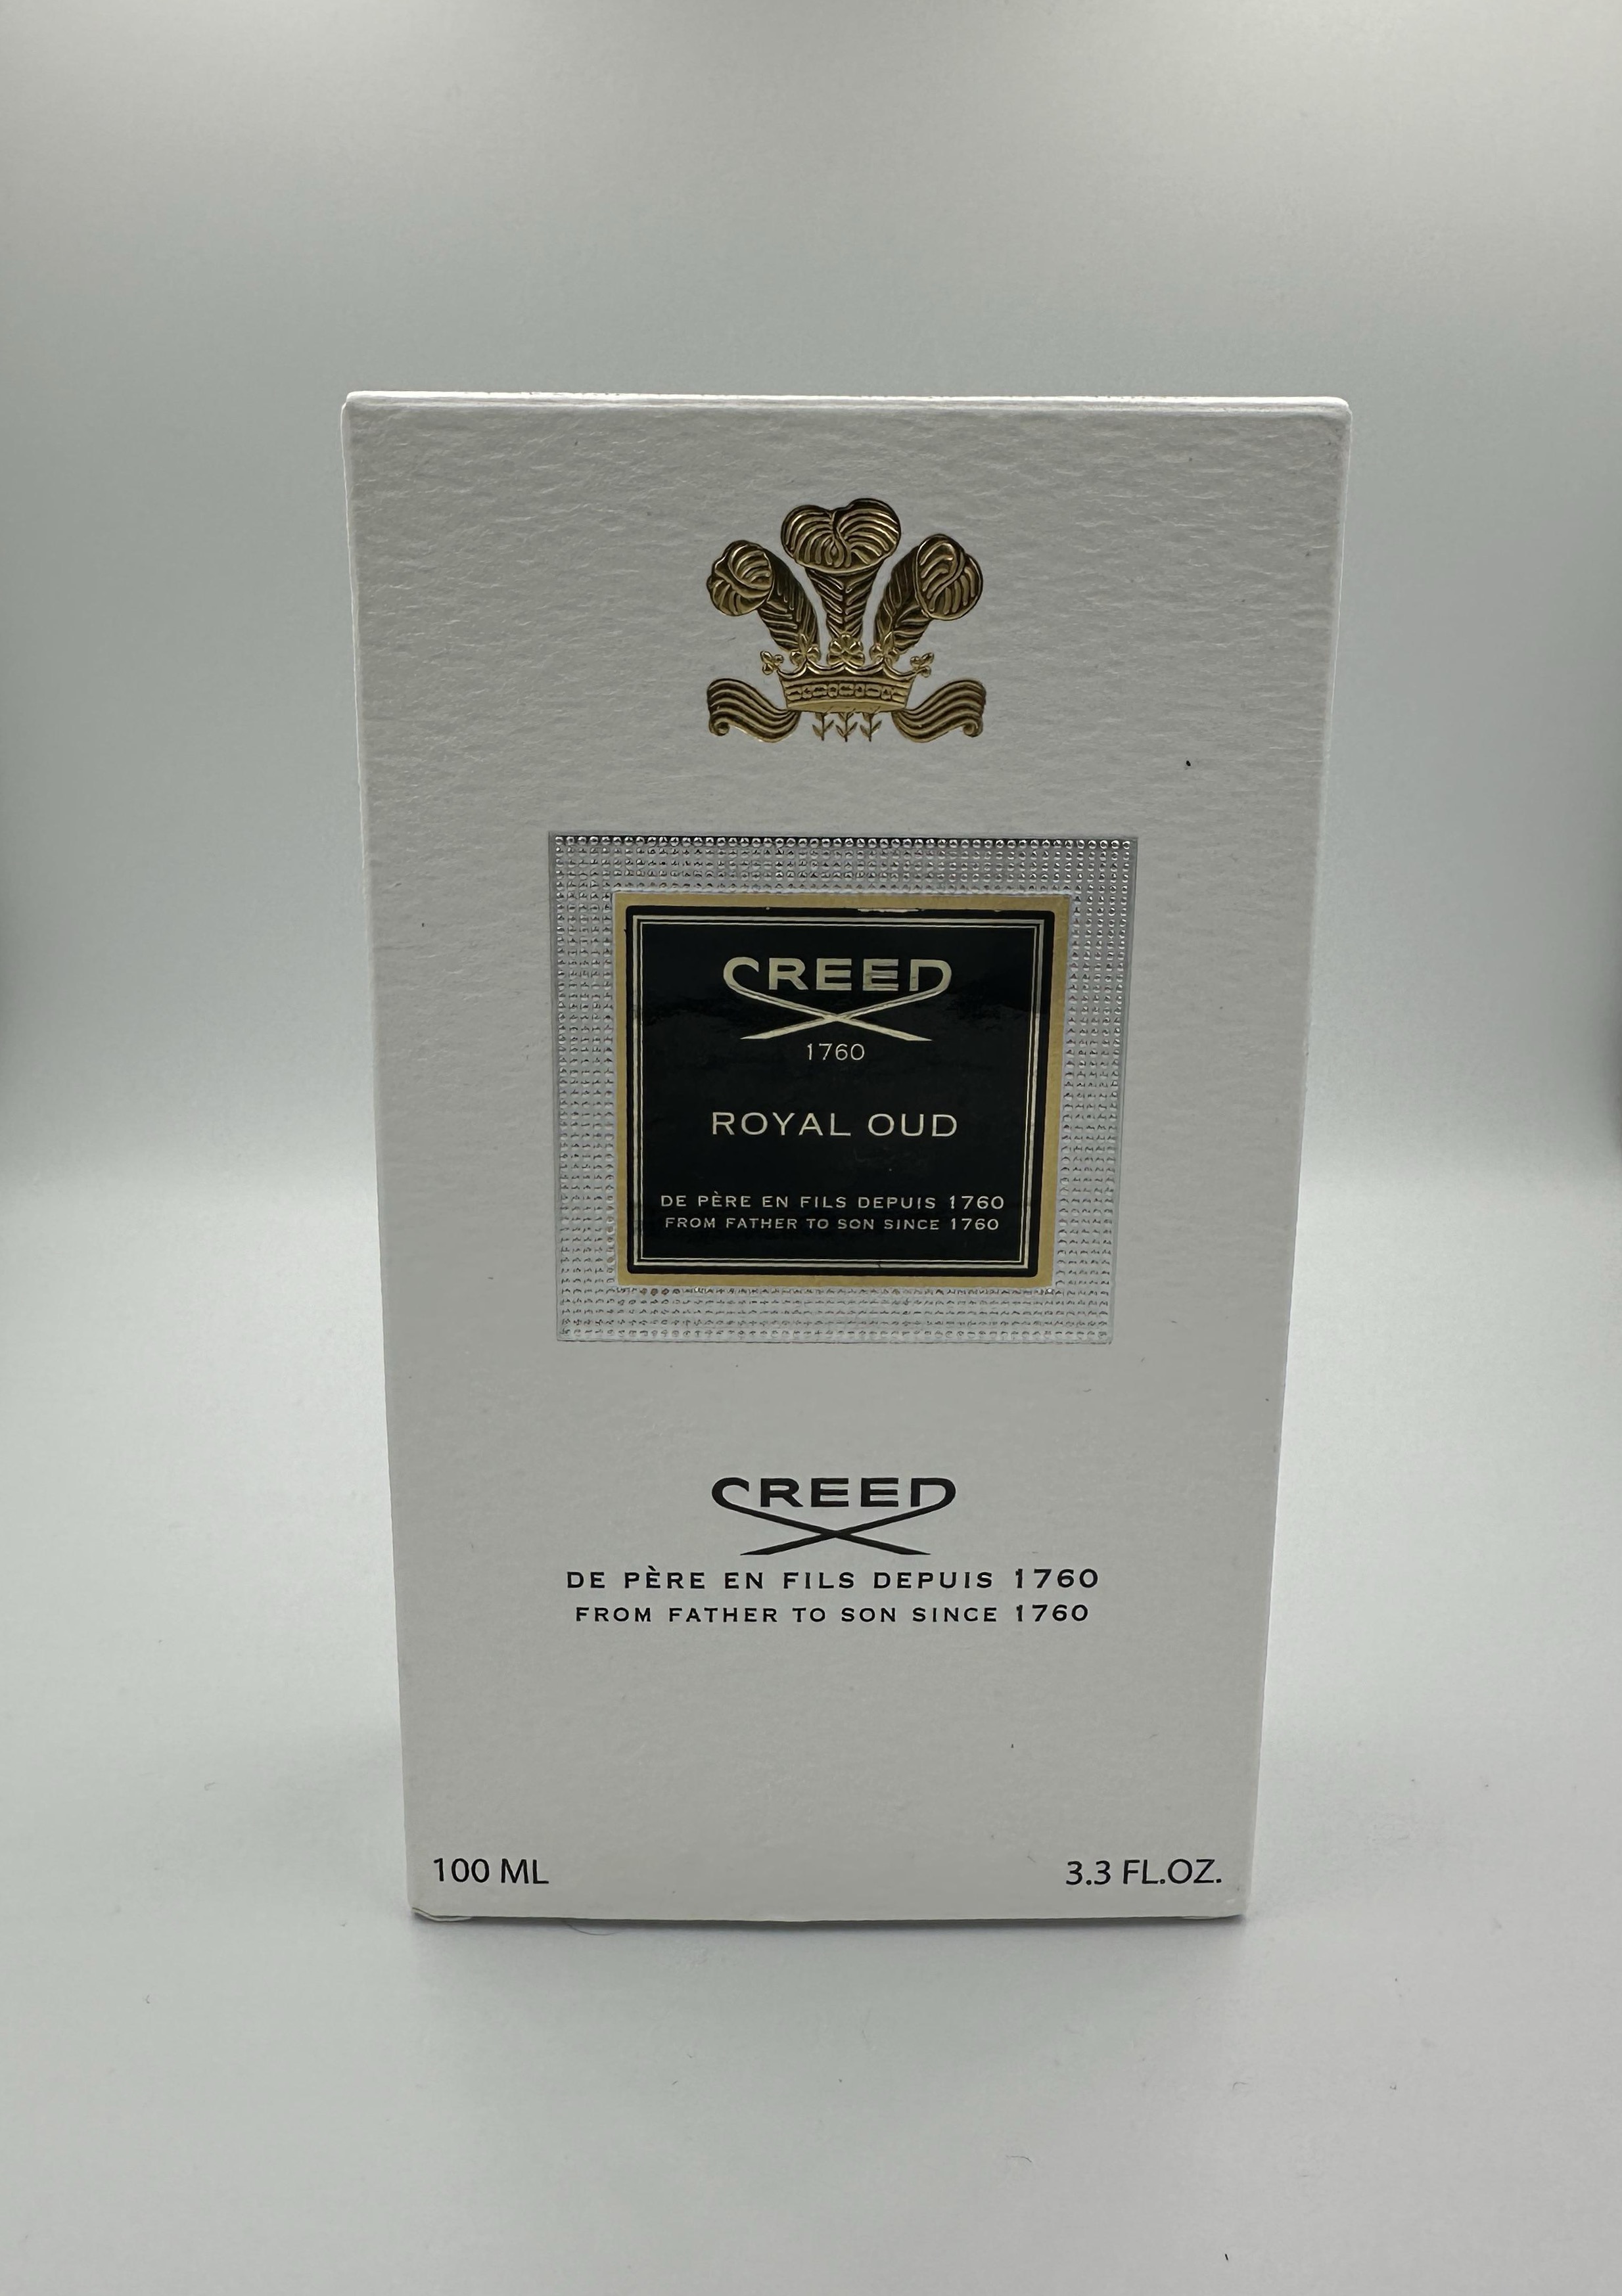 CREED
1760
ROYAL OUD
DE PÈRE EN FILS DEPUIS 1760
FROM FATHER TO SON SINCE 1760
CREED
DE PÈRE EN FILS DEPUIS 1760
FROM FATHER TO SON SINCE 1760
100 ML
3.3 FL.OZ.